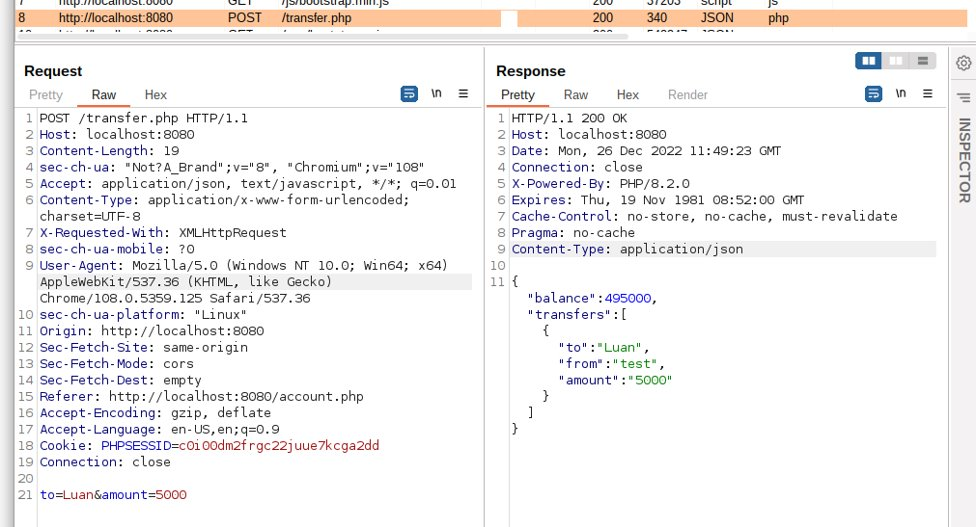 7 http://localhost:8080 GET /js/bootstrap.min.js 200 37203 script js
8 http://localhost:8080 POST /transfer.php 200 340 JSON php
Request
Pretty Raw Hex \n
1 POST /transfer.php HTTP/1.1
2 Host: localhost:8080
3 Content-Length: 19
4 sec-ch-ua: "Not?A_Brand";v="8", "Chromium";v="108"
5 Accept: application/json, text/javascript, */*; q=0.01
6 Content-Type: application/x-www-form-urlencoded;
charset=UTF-8
7 X-Requested-With: XMLHttpRequest
8 sec-ch-ua-mobile: ?0
9 User-Agent: Mozilla/5.0 (Windows NT 10.0; Win64; x64)
AppleWebKit/537.36 (KHTML, like Gecko)
Chrome/108.0.5359.125 Safari/537.36
10 sec-ch-ua-platform: "Linux"
11 Origin: http://localhost:8080
12 Sec-Fetch-Site: same-origin
13 Sec-Fetch-Mode: cors
14 Sec-Fetch-Dest: empty
15 Referer: http://localhost:8080/account.php
16 Accept-Encoding: gzip, deflate
17 Accept-Language: en-US,en;q=0.9
18 Cookie: PHPSESSID=c0i00dm2frgc22juue7kcga2dd
19 Connection: close
20
21 to=Luan&amount=5000
Response
Pretty Raw Hex Render \n
1 HTTP/1.1 200 OK
2 Host: localhost:8080
3 Date: Mon, 26 Dec 2022 11:49:23 GMT
4 Connection: close
5 X-Powered-By: PHP/8.2.0
6 Expires: Thu, 19 Nov 1981 08:52:00 GMT
7 Cache-Control: no-store, no-cache, must-revalidate
8 Pragma: no-cache
9 Content-Type: application/json
10
11 {
"balance":495000,
"transfers":[
{
"to":"Luan",
"from":"test",
"amount":"5000"
}
]
}
INSPECTOR